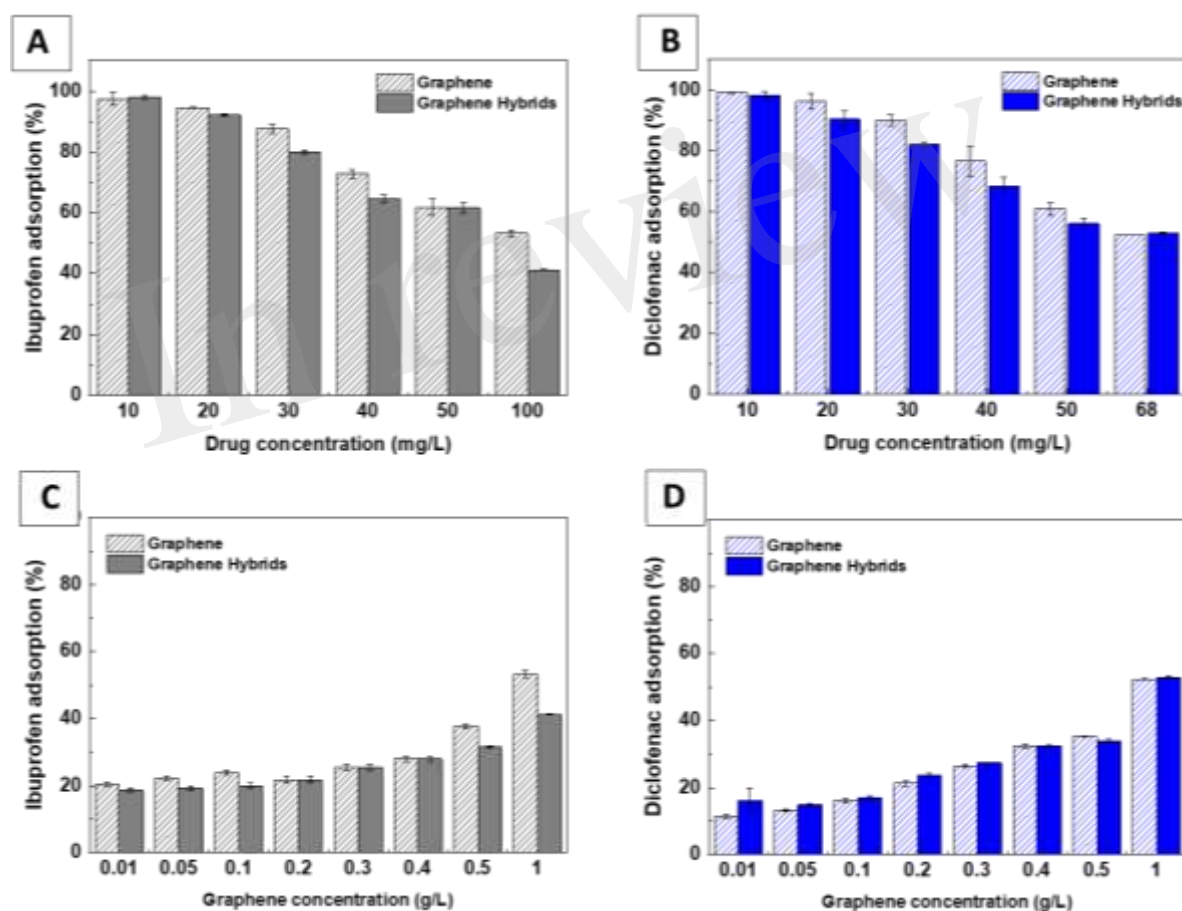 A
Graphene
Graphene Hybrids
Ibuprofen adsorption (%)
100
80
60
40
20
0
10 20 30 40 50 100
Drug concentration (mg/L)
B
Graphene
Graphene Hybrids
Diclofenac adsorption (%)
100
80
60
40
20
0
10 20 30 40 50 68
Drug concentration (mg/L)
In review
C
Graphene
Graphene Hybrids
Ibuprofen adsorption (%)
80
60
40
20
0
0.01 0.05 0.1 0.2 0.3 0.4 0.5 1
Graphene concentration (g/L)
D
Graphene
Graphene Hybrids
Diclofenac adsorption (%)
80
60
40
20
0
0.01 0.05 0.1 0.2 0.3 0.4 0.5 1
Graphene concentration (g/L)